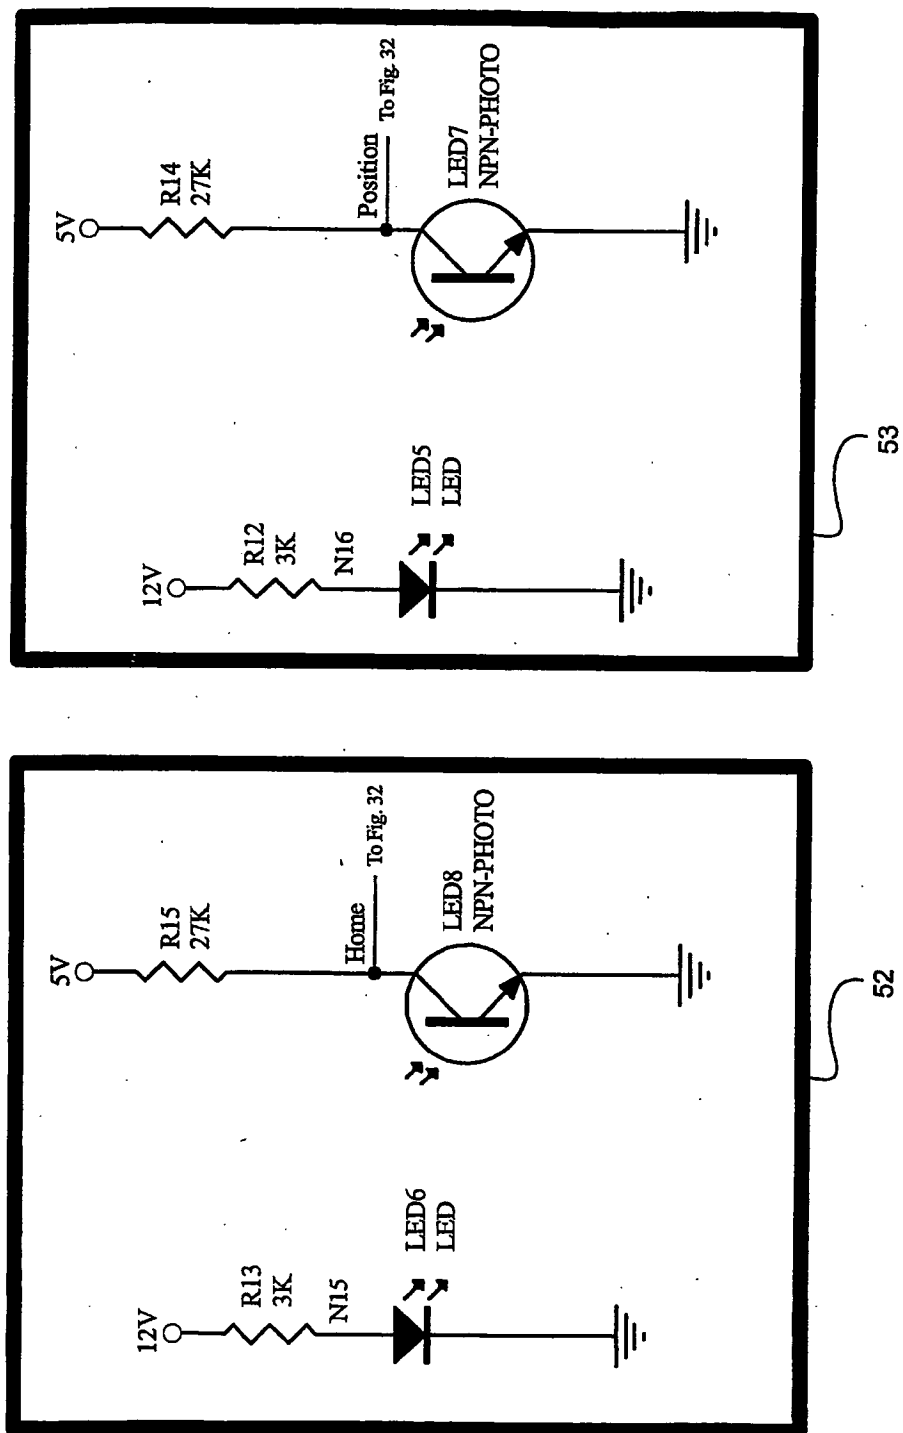 5V
R14
27K
Position
To Fig. 32
LED7
NPN-PHOTO
12V
R12
3K
N16
LED5
LED
53
5V
R15
27K
Home
To Fig. 32
LED8
NPN-PHOTO
12V
R13
3K
N15
LED6
LED
52